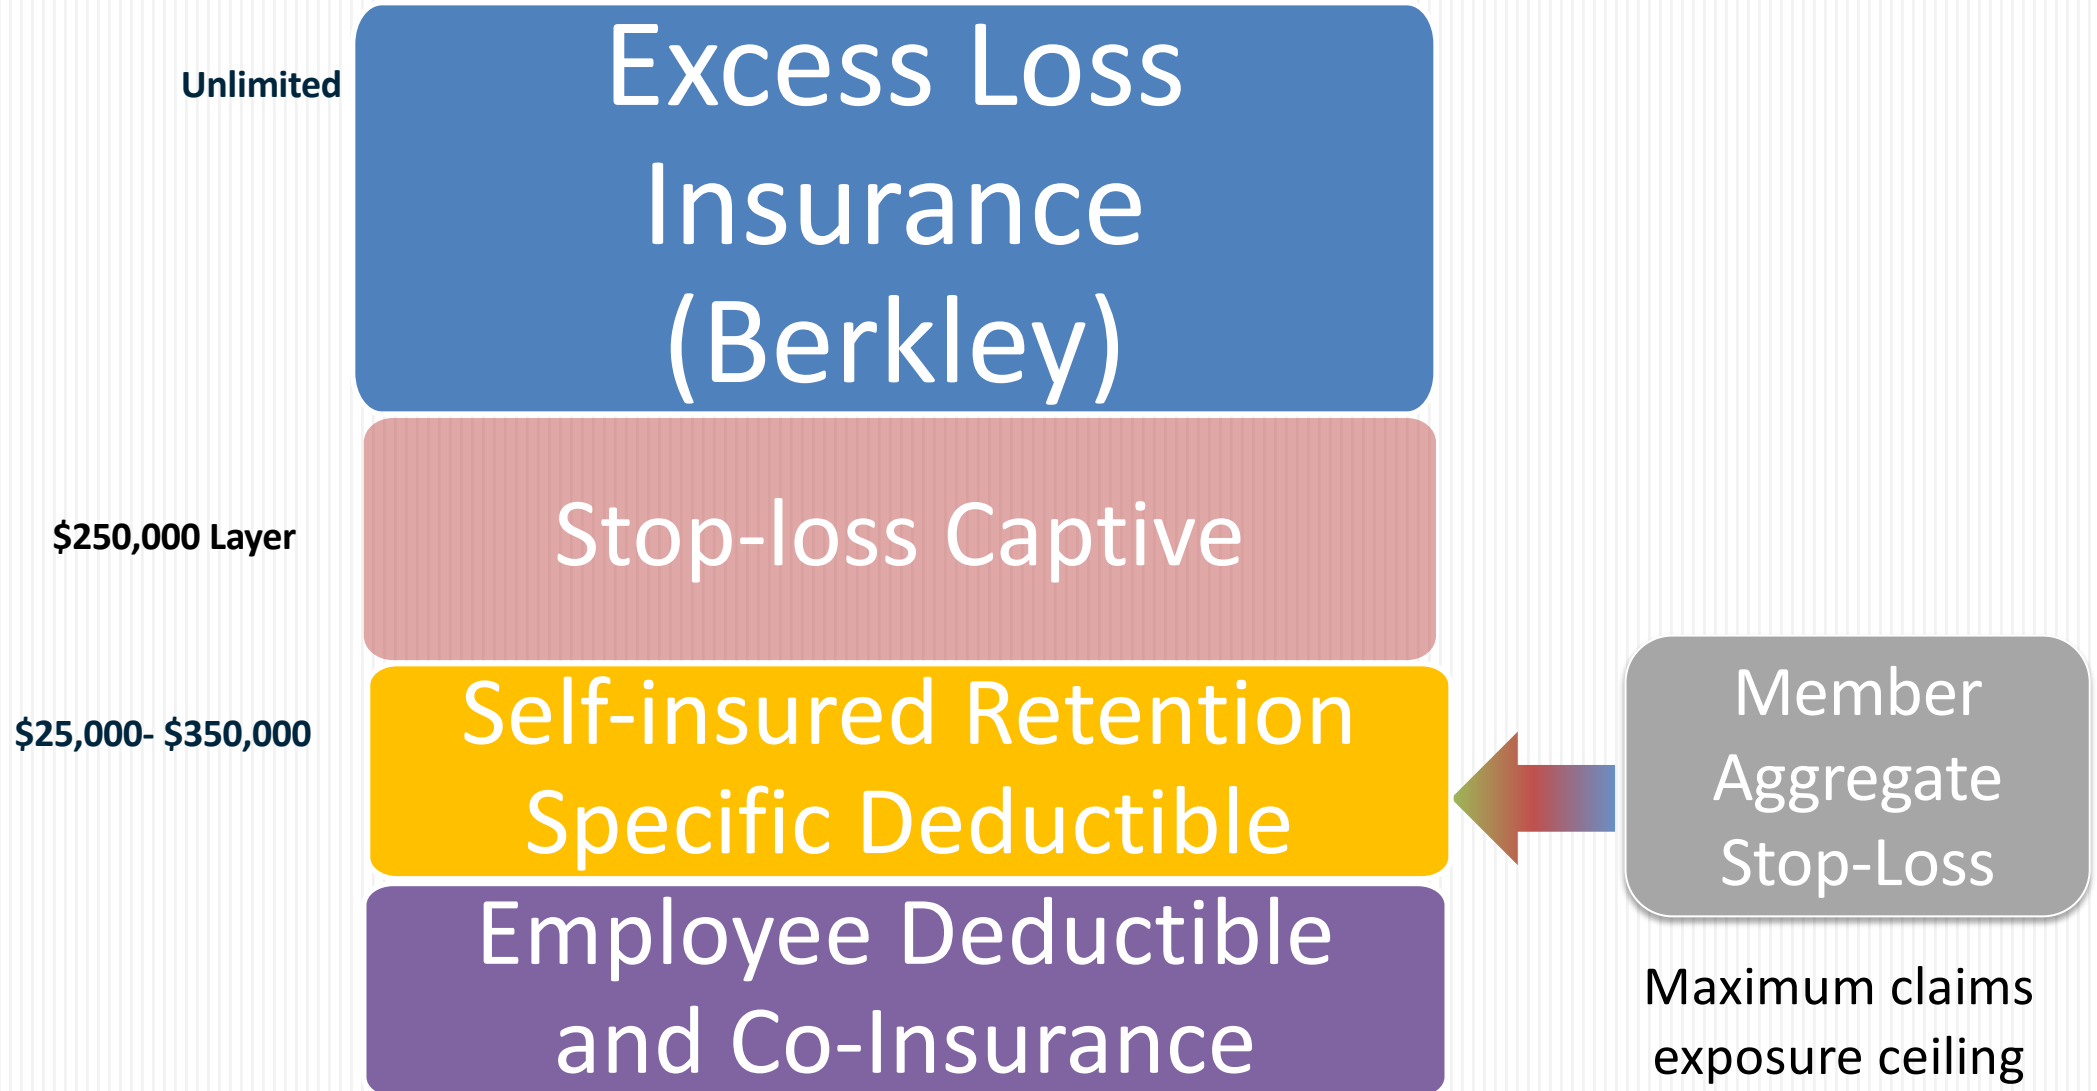 Unlimited
Excess Loss
Insurance
(Berkley)
$250,000 Layer
Stop-loss Captive
$25,000- $350,000
Self-insured Retention
Specific Deductible
Member
Aggregate
Stop-Loss
Employee Deductible
and Co-Insurance
Maximum claims
exposure ceiling